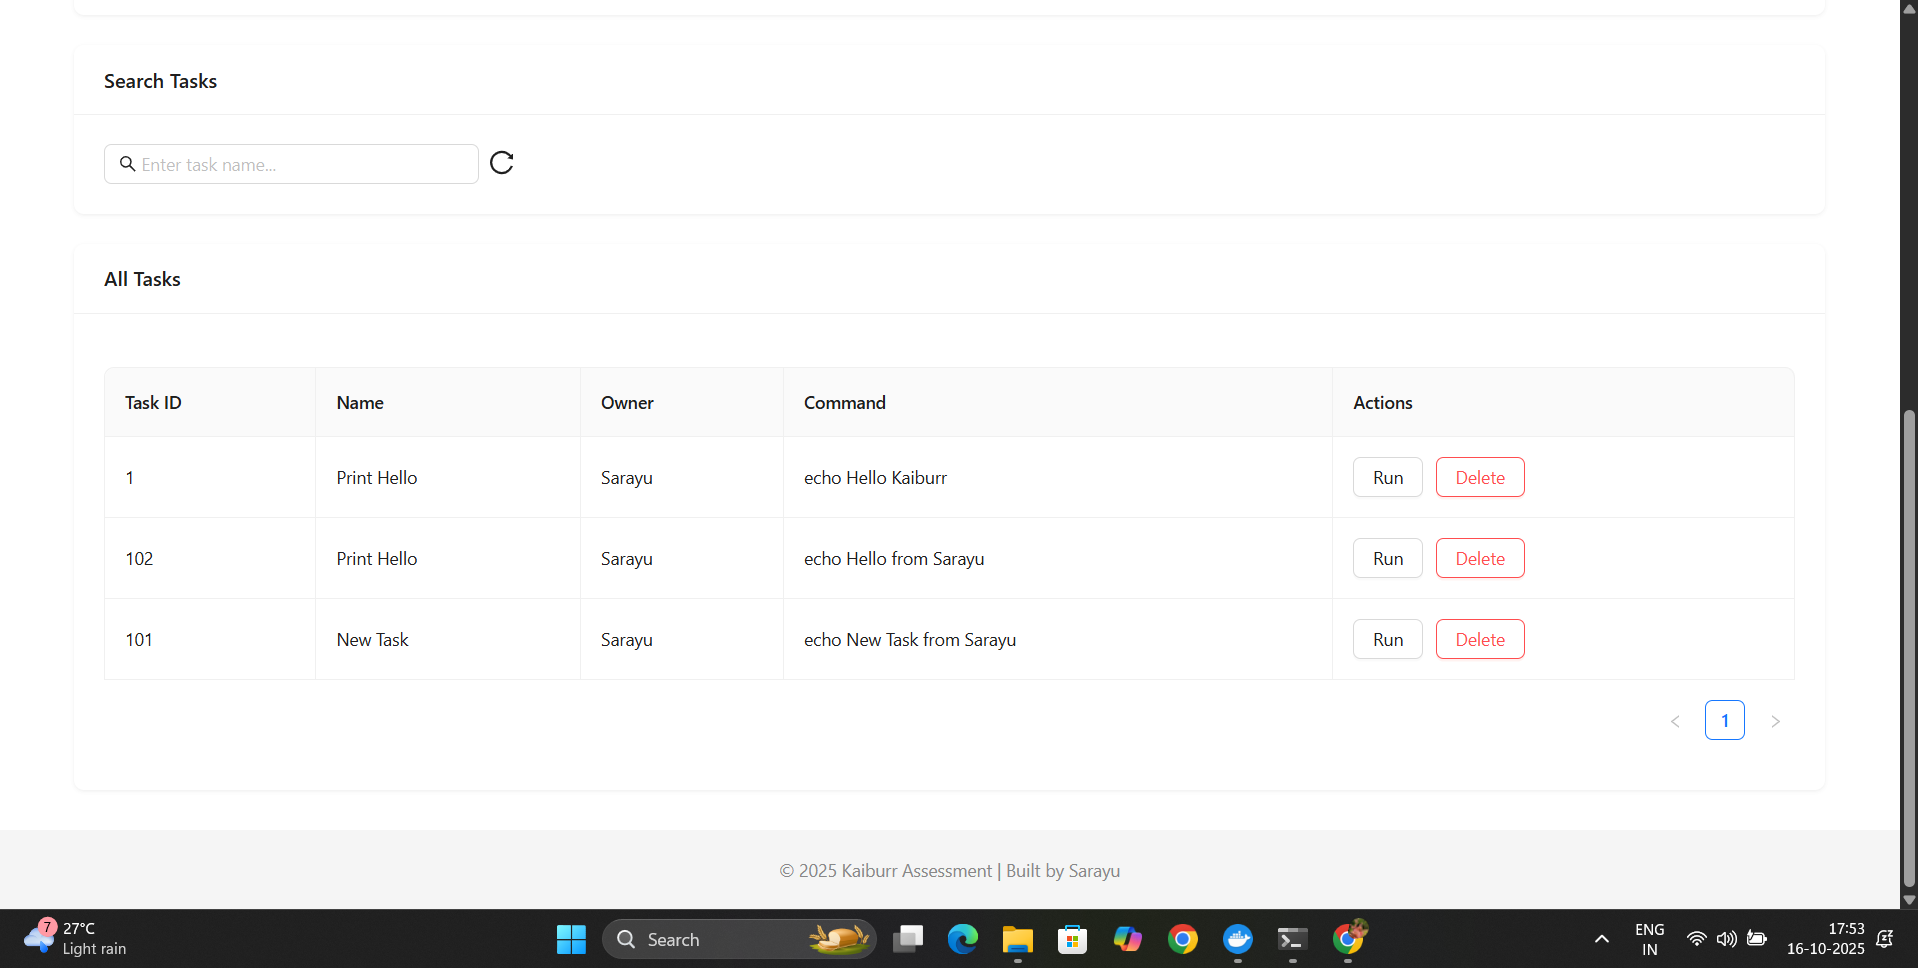 Search Tasks
Enter task name...
All Tasks
Task ID Name Owner Command Actions
1 Print Hello Sarayu echo Hello Kaiburr Run Delete
102 Print Hello Sarayu echo Hello from Sarayu Run Delete
101 New Task Sarayu echo New Task from Sarayu Run Delete
< 1 >
© 2025 Kaiburr Assessment | Built by Sarayu
7 27°C
Light rain
Search
ENG
IN
17:53
16-10-2025